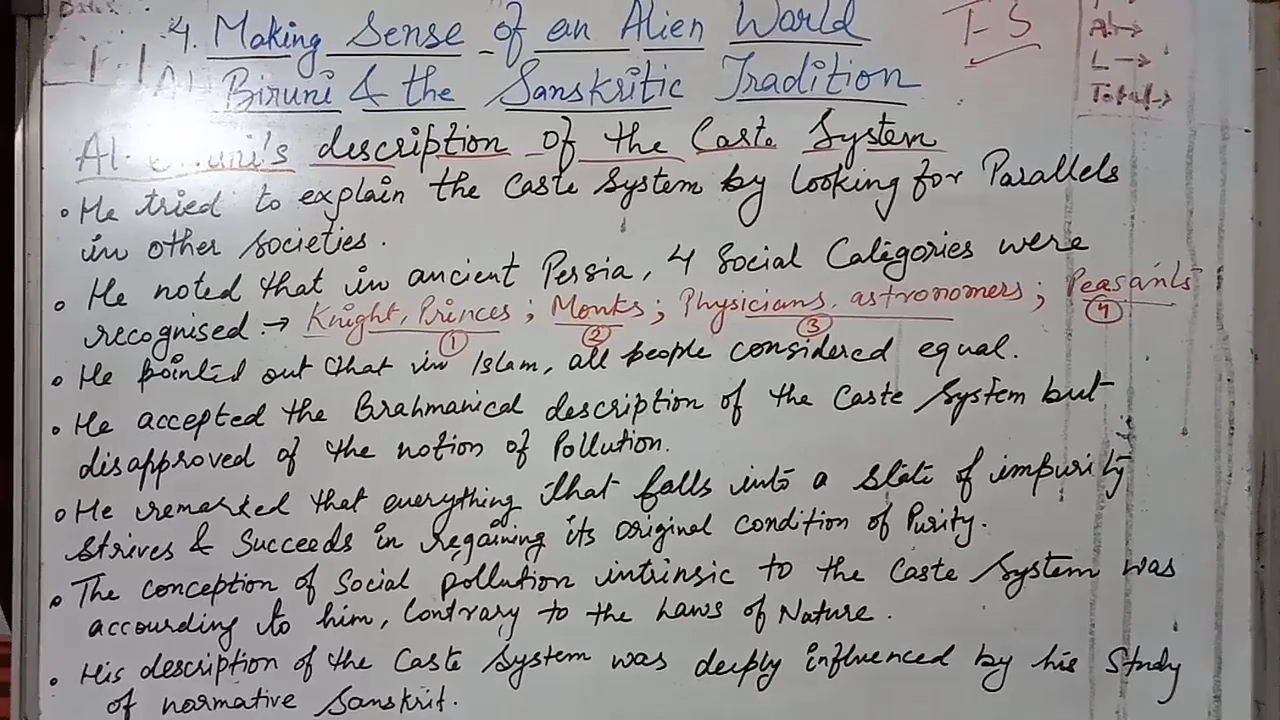 4. Making Sense of an Alien World
Al Biruni & the Sanskritic Tradition
Al. Biruni's description of the Caste System
• He tried to explain the Caste System by looking for Parallels
in other societies.
• He noted that in ancient Persia, 4 Social Categories were
recognised → Knight, Princes ; Monks ; Physicians, astronomers ; Peasants
① ② ③ ④
• He pointed out that in Islam, all people considered equal.
• He accepted the Brahmanical description of the Caste System but
disapproved of the notion of Pollution.
• He remarked that everything that falls into a State of impurity
Strives & Succeeds in regaining its original condition of Purity.
• The conception of Social pollution intrinsic to the Caste System was
accourding to him, Contrary to the Laws of Nature.
• His description of the Caste System was deeply influenced by his Study
of normative Sanskrit.
Al→
L→
Total→